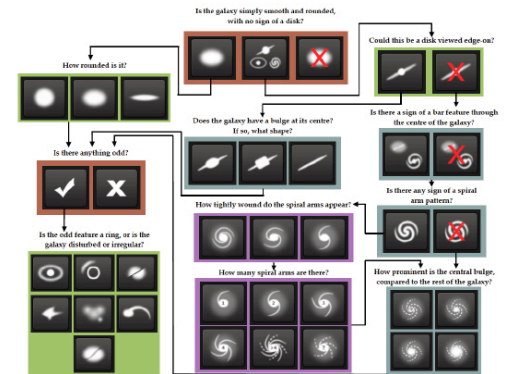 Is the galaxy simply smooth and rounded,
with no sign of a disk?
Could this be a disk viewed edge-on?
How rounded is it?
Does the galaxy have a bulge at its centre?
If so, what shape?
Is there a sign of a bar feature through
the centre of the galaxy?
Is there anything odd?
Is there any sign of a spiral
arm pattern?
How tightly wound do the spiral arms appear?
Is the odd feature a ring, or is the
galaxy disturbed or irregular?
How many spiral arms are there?
How prominent is the central bulge,
compared to the rest of the galaxy?